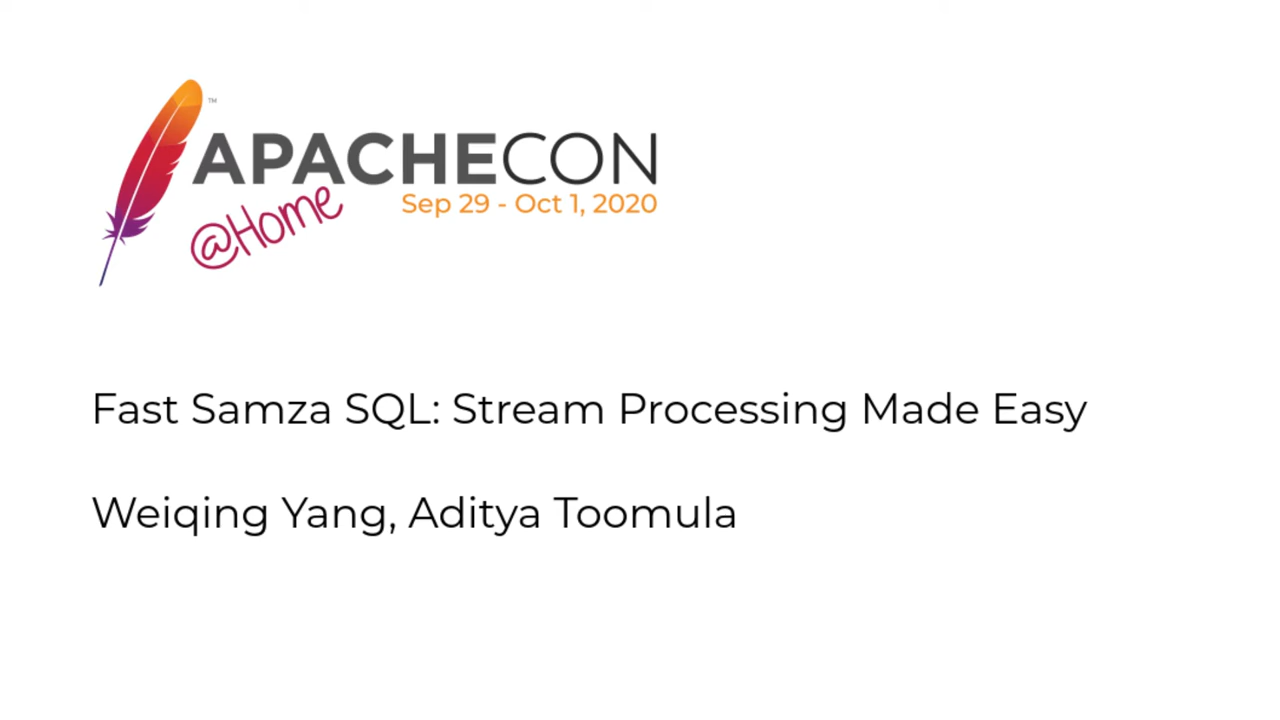 APACHECON
™
@Home
Sep 29 - Oct 1, 2020
Fast Samza SQL: Stream Processing Made Easy
Weiqing Yang, Aditya Toomula